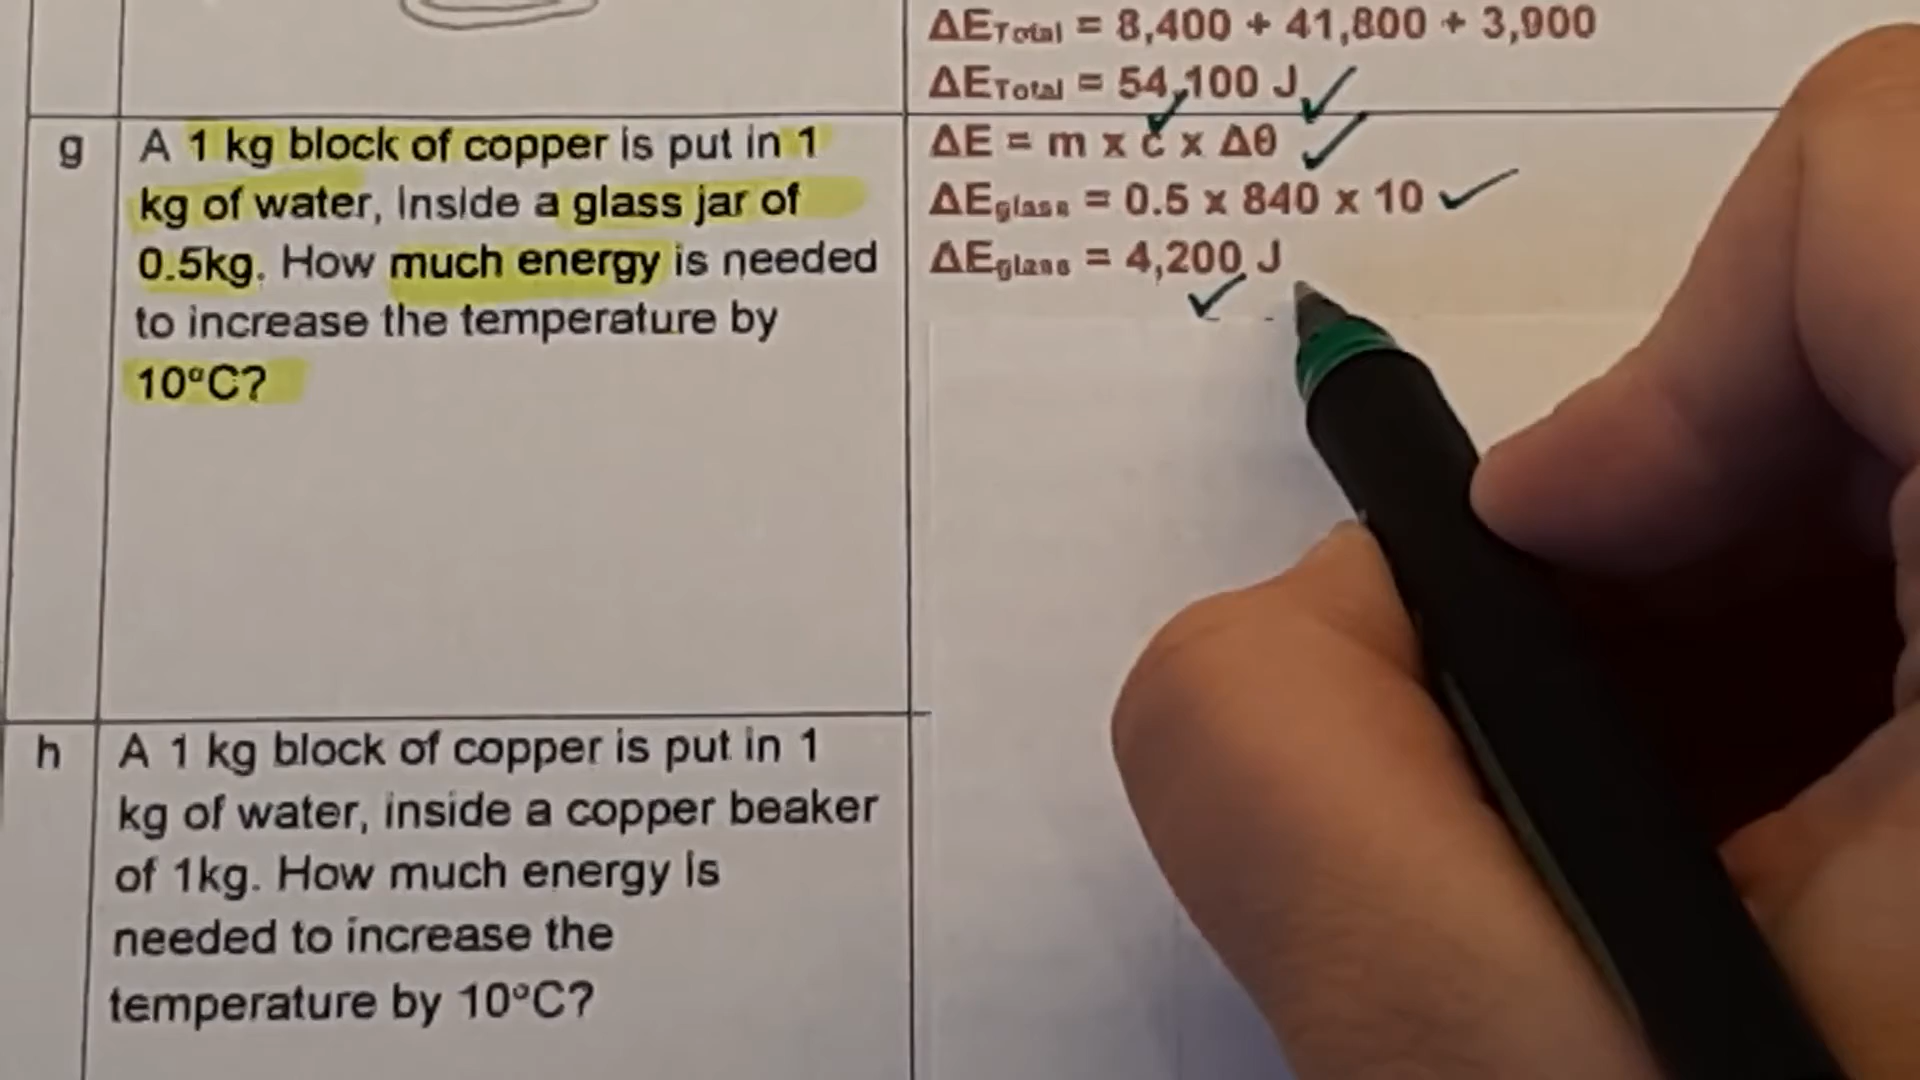 ΔETotal = 8,400 + 41,800 + 3,900
ΔETotal = 54,100 J
g
A 1 kg block of copper is put in 1
kg of water, inside a glass jar of
0.5kg. How much energy is needed
to increase the temperature by
10°C?
ΔE = m x c x Δθ
ΔEglass = 0.5 x 840 x 10
ΔEglass = 4,200 J
h
A 1 kg block of copper is put in 1
kg of water, inside a copper beaker
of 1kg. How much energy is
needed to increase the
temperature by 10°C?